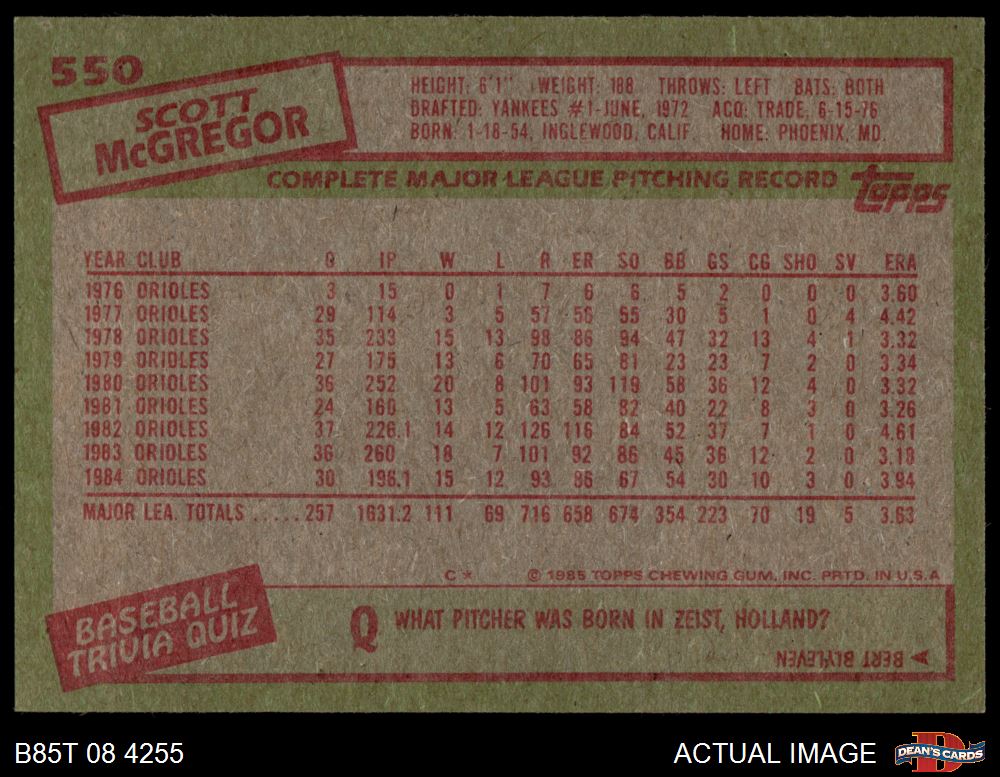 550
SCOTT
McGREGOR
HEIGHT: 6'1" WEIGHT: 188 THROWS: LEFT BATS: BOTH
DRAFTED: YANKEES #1-JUNE, 1972 ACQ: TRADE, 6-15-76
BORN: 1-18-54, INGLEWOOD, CALIF. HOME: PHOENIX, MD.
COMPLETE MAJOR LEAGUE PITCHING RECORD
topps
YEAR CLUB G IP W L R ER SO BB GS CG SHO SV ERA
1976 ORIOLES 3 15 0 1 7 6 6 5 2 0 0 0 3.60
1977 ORIOLES 29 114 3 5 57 56 55 30 5 1 0 4 4.42
1978 ORIOLES 35 233 15 13 98 86 94 47 32 13 4 1 3.32
1979 ORIOLES 27 175 13 6 70 65 81 23 23 7 2 0 3.34
1980 ORIOLES 36 252 20 8 101 93 119 58 36 12 4 0 3.32
1981 ORIOLES 24 160 13 5 63 58 82 40 22 8 3 0 3.26
1982 ORIOLES 37 226.1 14 12 126 116 84 52 37 7 1 0 4.61
1983 ORIOLES 36 260 18 7 101 92 86 45 36 12 2 0 3.18
1984 ORIOLES 30 196.1 15 12 93 86 67 54 30 10 3 0 3.94
MAJOR LEA. TOTALS .....257 1631.2 111 69 716 658 674 354 223 70 19 5 3.63
C* © 1985 TOPPS CHEWING GUM, INC. PRTD. IN U.S.A
BASEBALL
TRIVIA QUIZ
Q WHAT PITCHER WAS BORN IN ZEIST, HOLLAND?
BERT BLYLEVEN
B85T 08 4255
ACTUAL IMAGE
D
DEAN'S CARDS